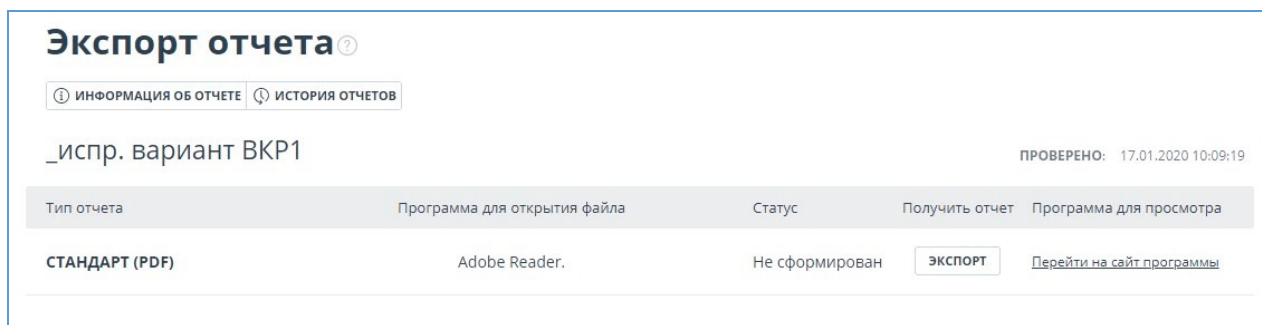 Экспорт отчета ?
ИНФОРМАЦИЯ ОБ ОТЧЕТЕ ИСТОРИЯ ОТЧЕТОВ
_испр. вариант ВКР1 ПРОВЕРЕНО: 17.01.2020 10:09:19
Тип отчета Программа для открытия файла Статус Получить отчет Программа для просмотра
СТАНДАРТ (PDF) Adobe Reader. Не сформирован ЭКСПОРТ Перейти на сайт программы